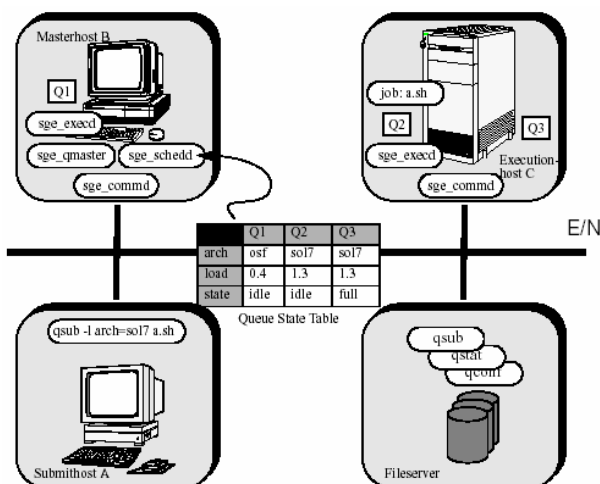 Masterhost B
Q1
sge_execd
sge_qmaster
sge_schedd
sge_commd
job: a.sh
Q2
Q3
sge_execd
Execution-
host C
sge_commd
E/N
Q1 Q2 Q3
arch osf sol7 sol7
load 0.4 1.3 1.3
state idle idle full
Queue State Table
qsub -l arch=sol7 a.sh
Submithost A
qsub
qstat
qconf
Fileserver